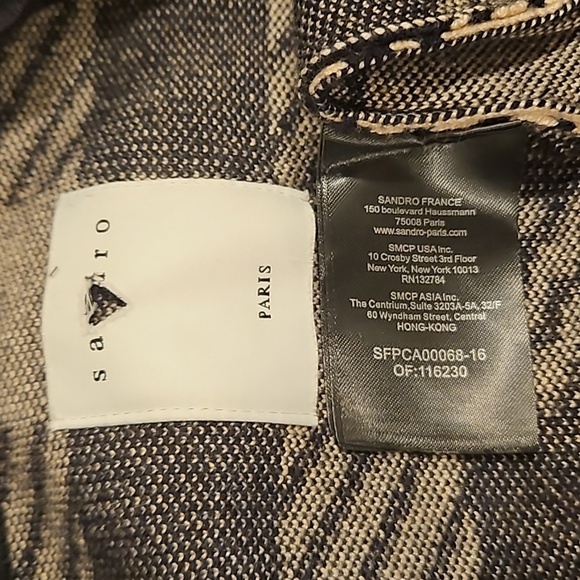 sa ro
PARIS
SANDRO FRANCE
150 boulevard Haussmann
75008 Paris
www.sandro-paris.com
SMCP USA Inc.
10 Crosby Street 3rd Floor
New York, New York 10013
RN132784
SMCP ASIA Inc.
The Centrium, Suite 3203A-5A, 32/F
60 Wyndham Street, Central
HONG-KONG
SFPCA00068-16
OF:116230